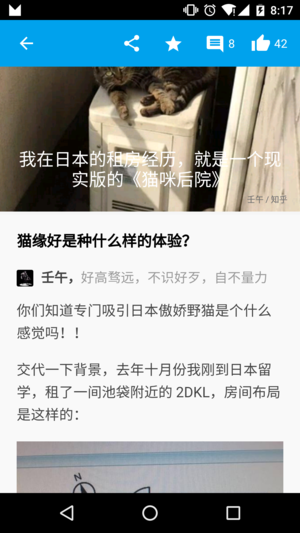 8:17
8
42
我在日本的租房经历，就是一个现
实版的《猫咪后院》
壬午 / 知乎
猫缘好是种什么样的体验？
壬午，好高骛远，不识好歹，自不量力
你们知道专门吸引日本傲娇野猫是个什么
感觉吗！！
交代一下背景，去年十月份我刚到日本留
学，租了一间池袋附近的 2DKL，房间布局
是这样的：
N